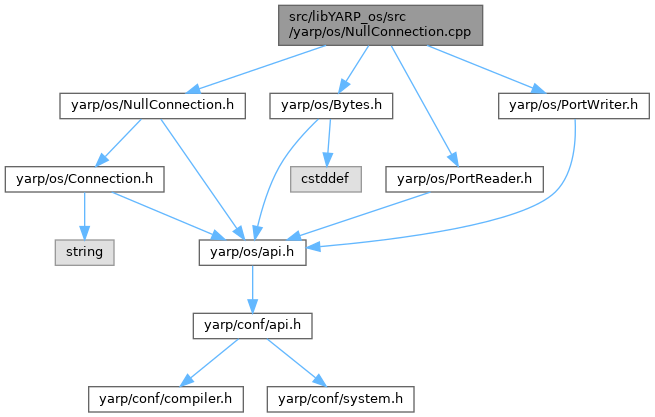 src/libYARP_os/src
/yarp/os/NullConnection.cpp
yarp/os/NullConnection.h
yarp/os/Bytes.h
yarp/os/PortWriter.h
yarp/os/Connection.h
cstddef
yarp/os/PortReader.h
string
yarp/os/api.h
yarp/conf/api.h
yarp/conf/compiler.h
yarp/conf/system.h